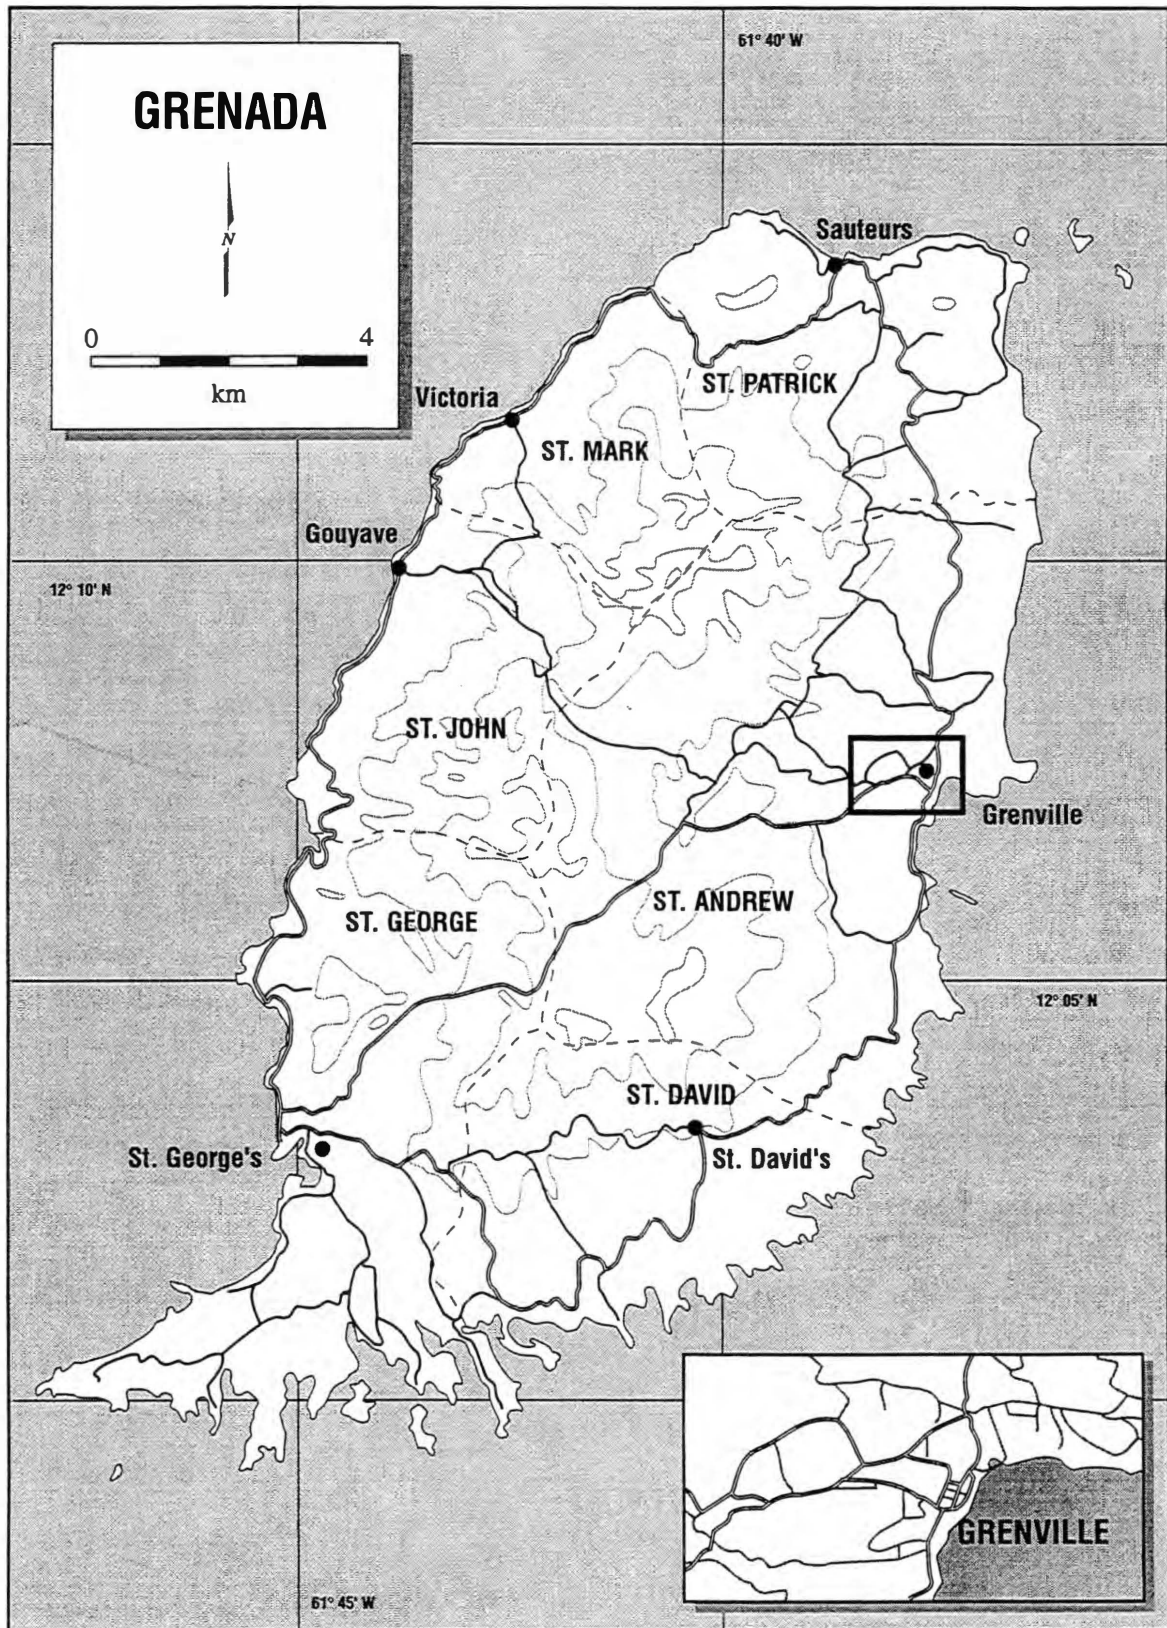 61° 40' W
GRENADA
N
0 4
km
Sauteurs
ST. PATRICK
Victoria
ST. MARK
Gouyave
12° 10' N
ST. JOHN
Grenville
ST. ANDREW
ST. GEORGE
12° 05' N
ST. DAVID
St. George's
St. David's
GRENVILLE
61° 45' W